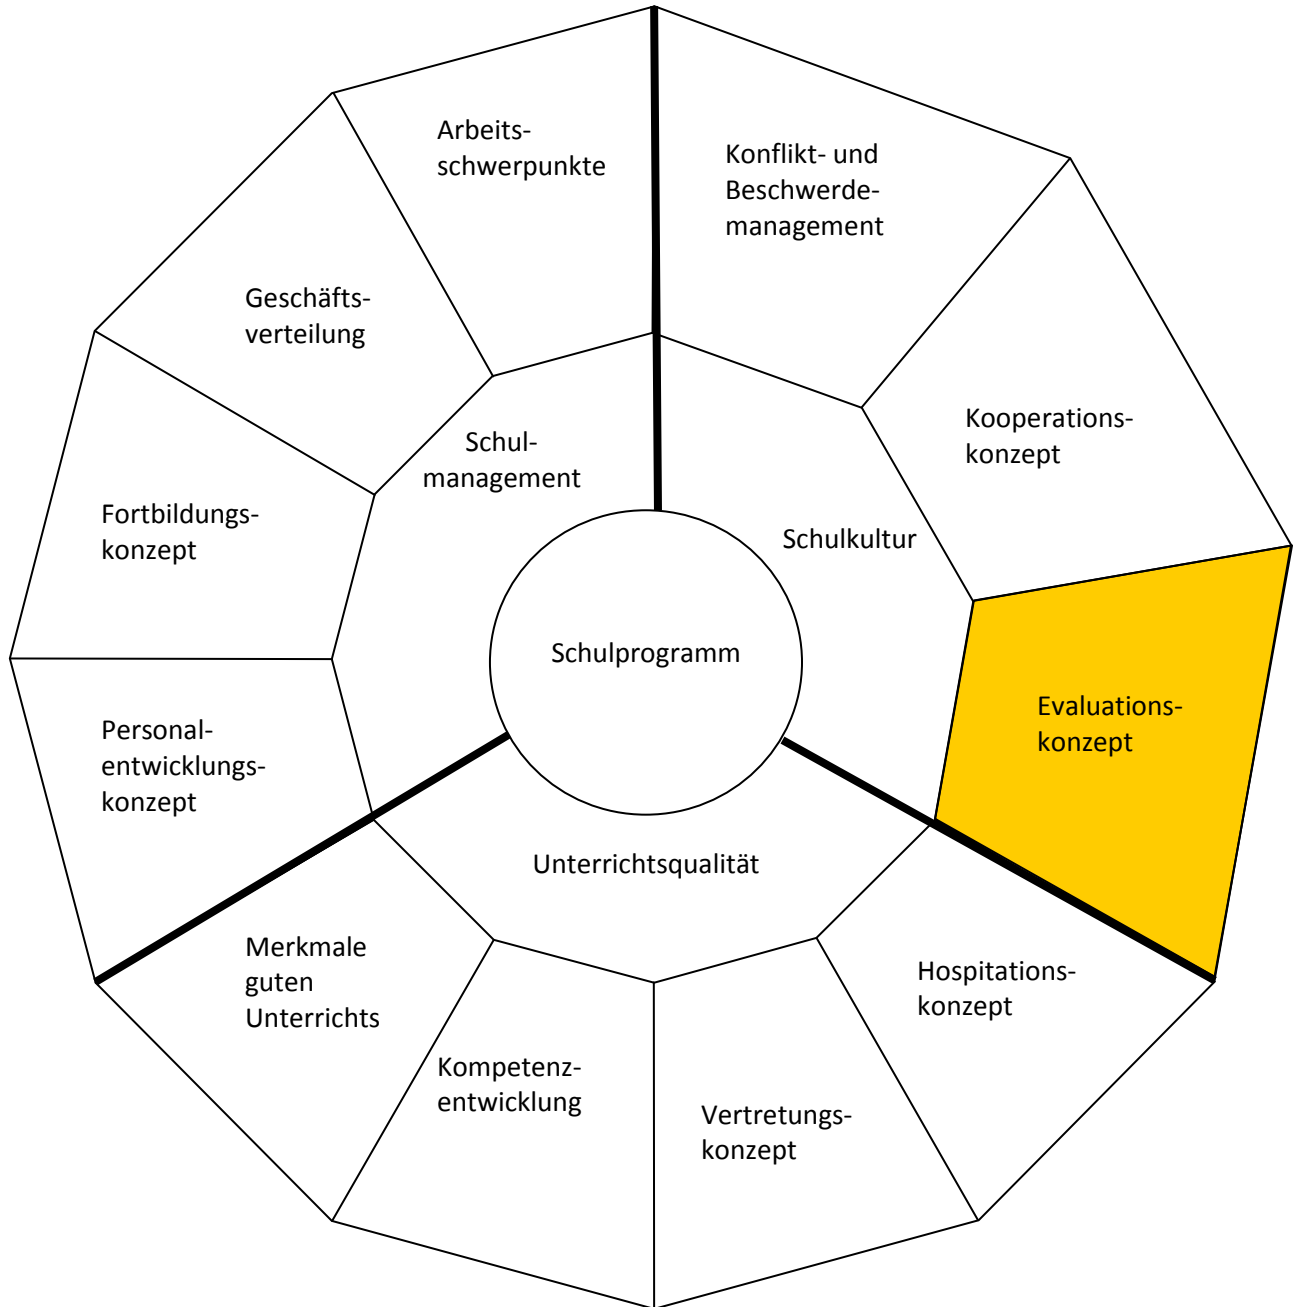 Arbeits-
schwerpunkte
Konflikt- und
Beschwerde-
management
Geschäfts-
verteilung
Kooperations-
konzept
Schul-
management
Fortbildungs-
konzept
Schulkultur
Schulprogramm
Evaluations-
konzept
Personal-
entwicklungs-
konzept
Unterrichtsqualität
Merkmale
guten
Unterrichts
Hospitations-
konzept
Kompetenz-
entwicklung
Vertretungs-
konzept